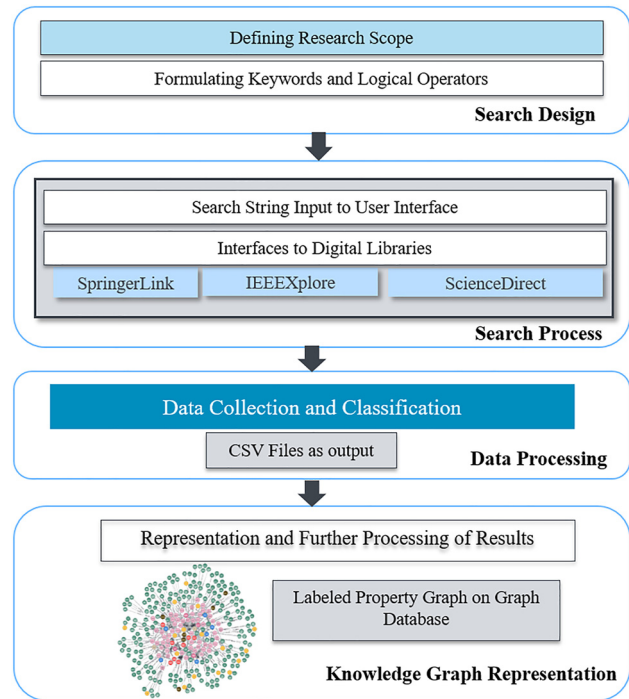 Defining Research Scope
Formulating Keywords and Logical Operators
Search Design
Search String Input to User Interface
Interfaces to Digital Libraries
SpringerLink
IEEEXplore
ScienceDirect
Search Process
Data Collection and Classification
CSV Files as output
Data Processing
Representation and Further Processing of Results
Labeled Property Graph on Graph
Database
Knowledge Graph Representation